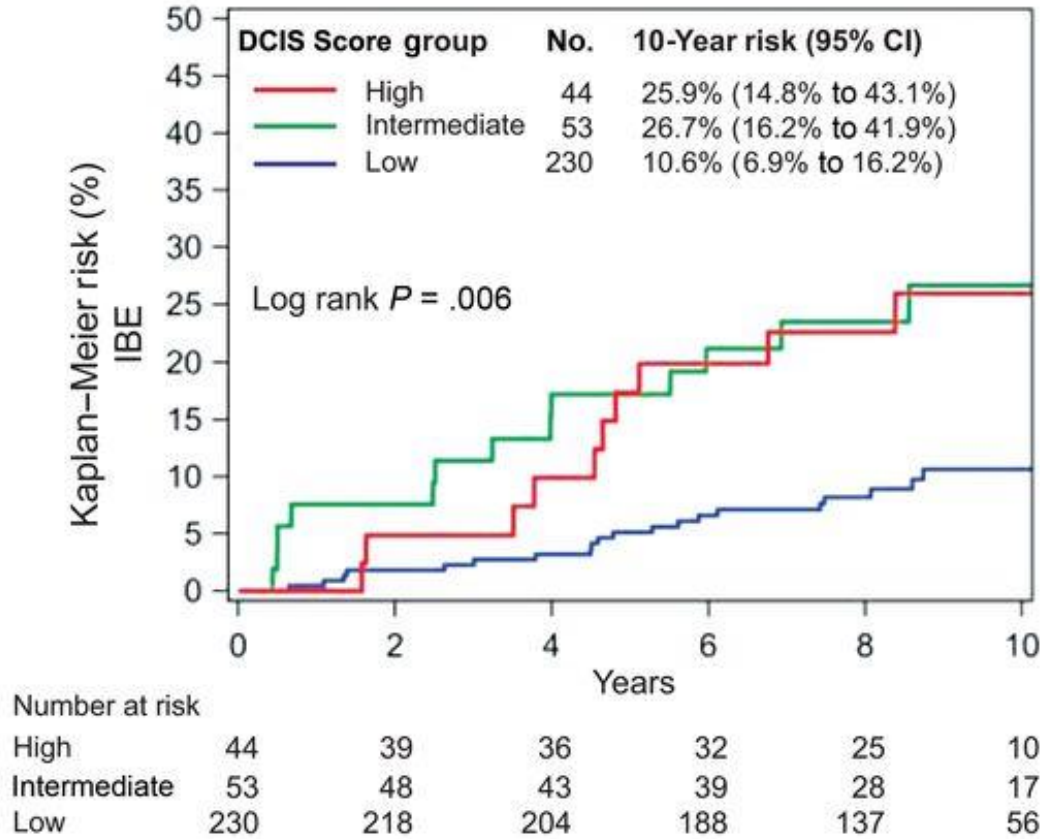 DCIS Score group No. 10-Year risk (95% CI)
High 44 25.9% (14.8% to 43.1%)
Intermediate 53 26.7% (16.2% to 41.9%)
Low 230 10.6% (6.9% to 16.2%)
Log rank P = .006
Kaplan–Meier risk (%)
IBE
50
45
40
35
30
25
20
15
10
5
0
0 2 4 6 8 10
Years
Number at risk
High 44 39 36 32 25 10
Intermediate 53 48 43 39 28 17
Low 230 218 204 188 137 56